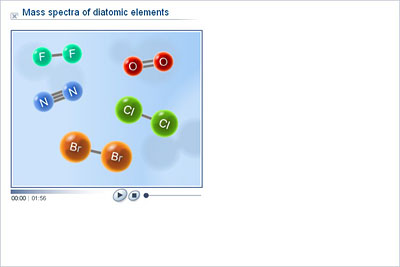 Mass spectra of diatomic elements
F F
O O
N N
Cl Cl
Br Br
00:00 | 01:56